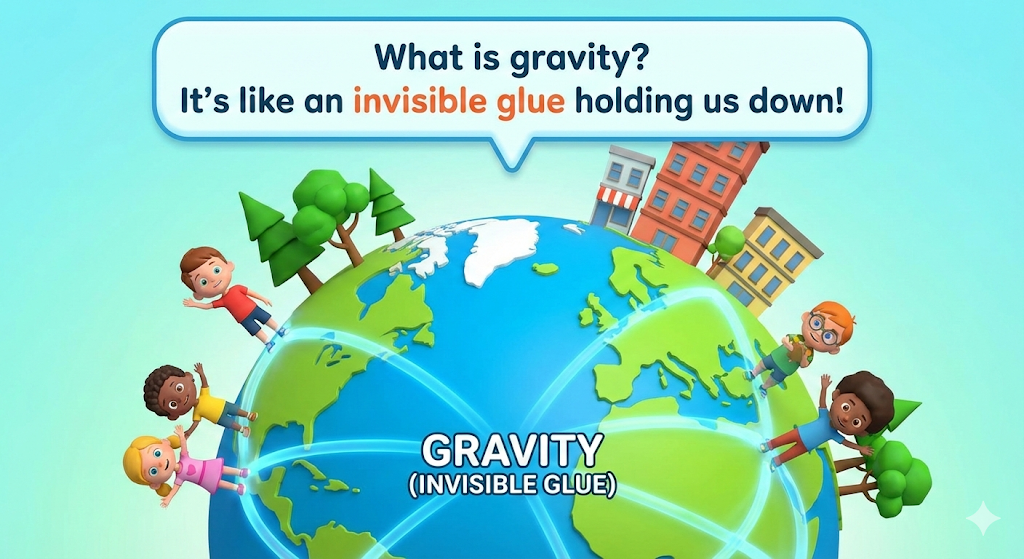 What is gravity?
It’s like an invisible glue holding us down!
GRAVITY
(INVISIBLE GLUE)